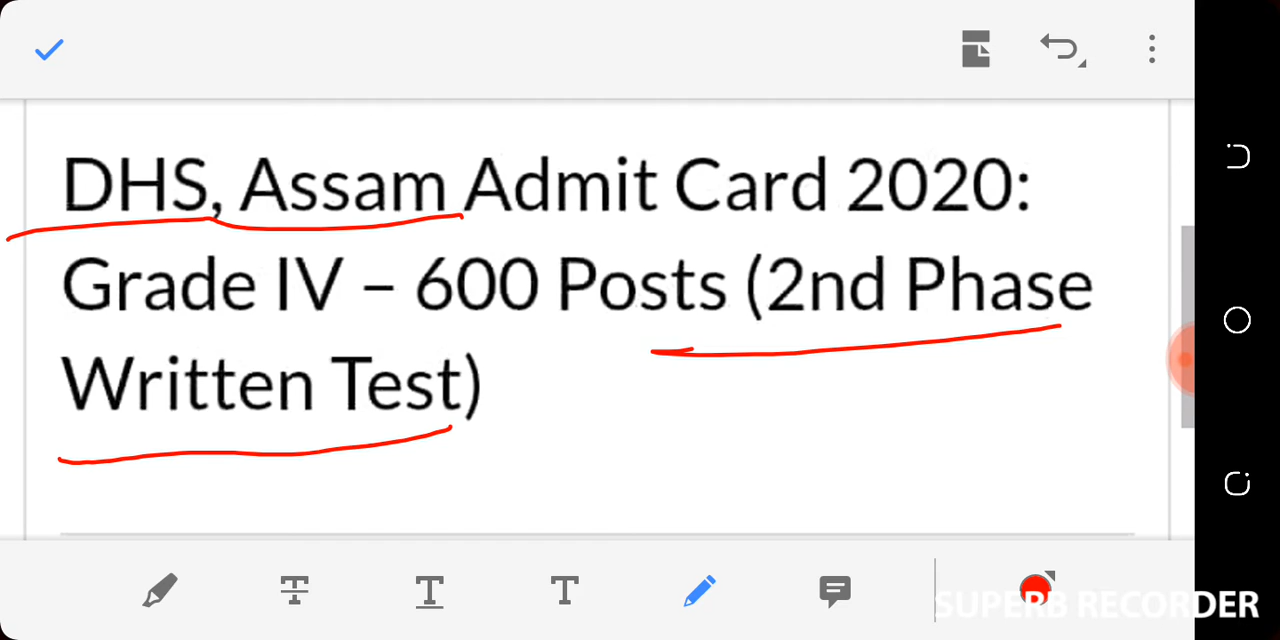 DHS, Assam Admit Card 2020:
Grade IV – 600 Posts (2nd Phase
Written Test)
SUPERB RECORDER